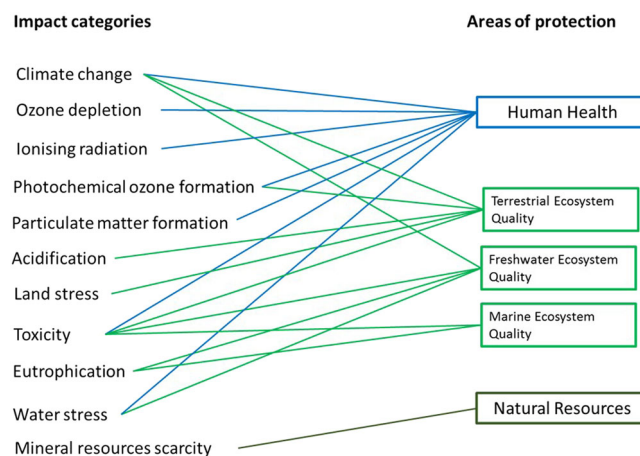 Impact categories
Areas of protection
Climate change
Ozone depletion
Ionising radiation
Photochemical ozone formation
Particulate matter formation
Acidification
Land stress
Toxicity
Eutrophication
Water stress
Mineral resources scarcity
Human Health
Terrestrial Ecosystem
Quality
Freshwater Ecosystem
Quality
Marine Ecosystem
Quality
Natural Resources